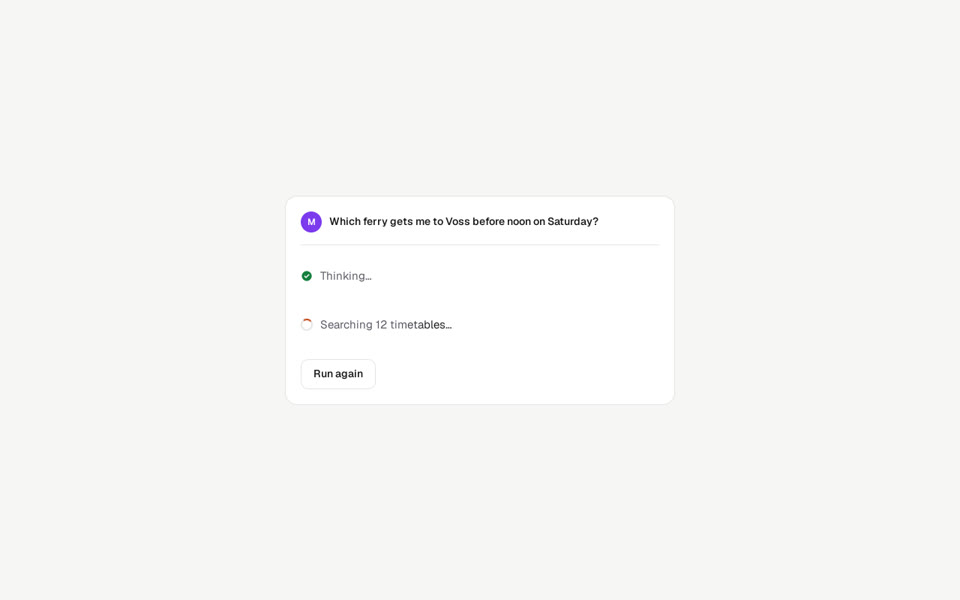 M
Which ferry gets me to Voss before noon on Saturday?
Thinking…
Searching 12 timetables…
Run again